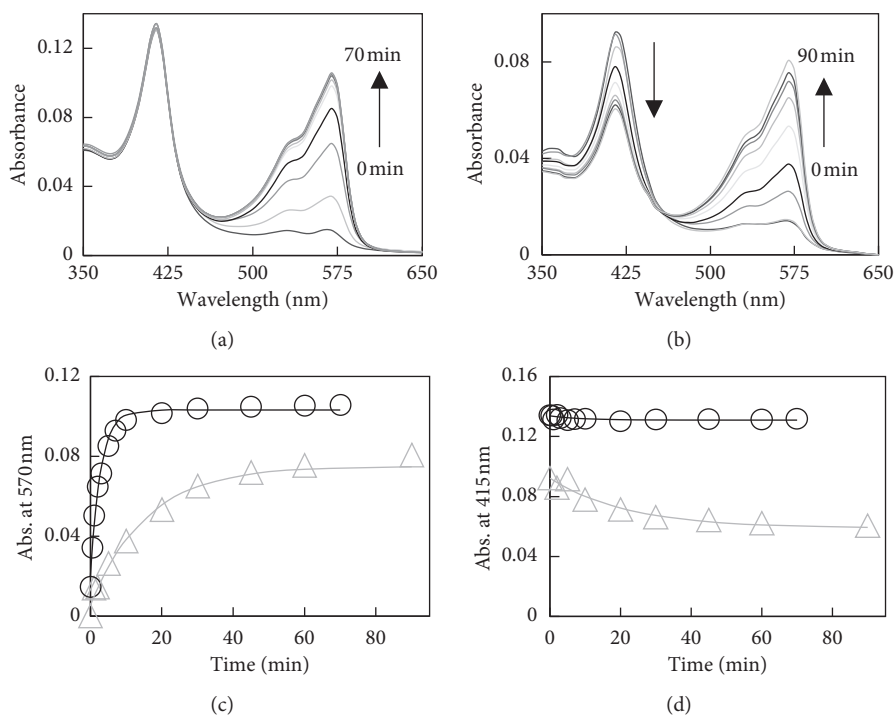 0.12
0.08
0.04
0
Absorbance
70 min
0 min
350
425
500
575
650
Wavelength (nm)
(a)
0.08
0.04
0
Absorbance
90 min
0 min
350
425
500
575
650
Wavelength (nm)
(b)
0.12
0.08
0.04
0
Abs. at 570 nm
0
20
40
60
80
Time (min)
(c)
0.16
0.12
0.08
0.04
0
Abs. at 415 nm
0
20
40
60
80
Time (min)
(d)